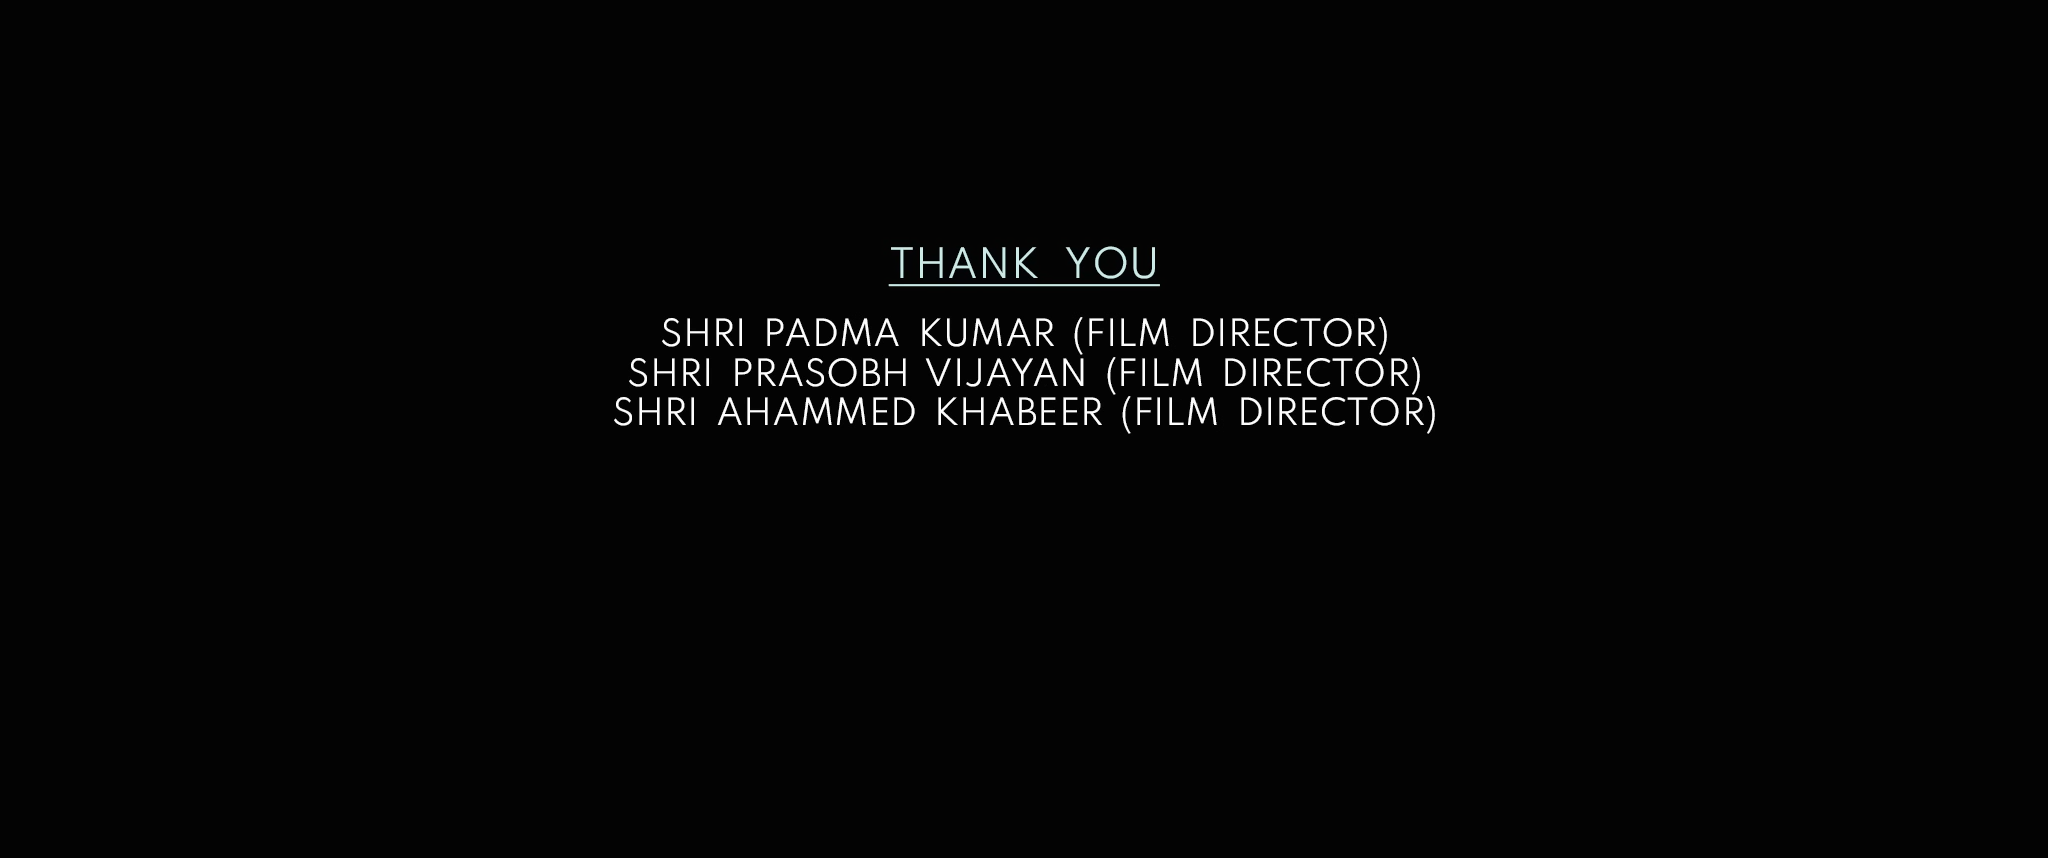 THANK YOU
SHRI PADMA KUMAR (FILM DIRECTOR)
SHRI PRASOBH VIJAYAN (FILM DIRECTOR)
SHRI AHAMMED KHABEER (FILM DIRECTOR)